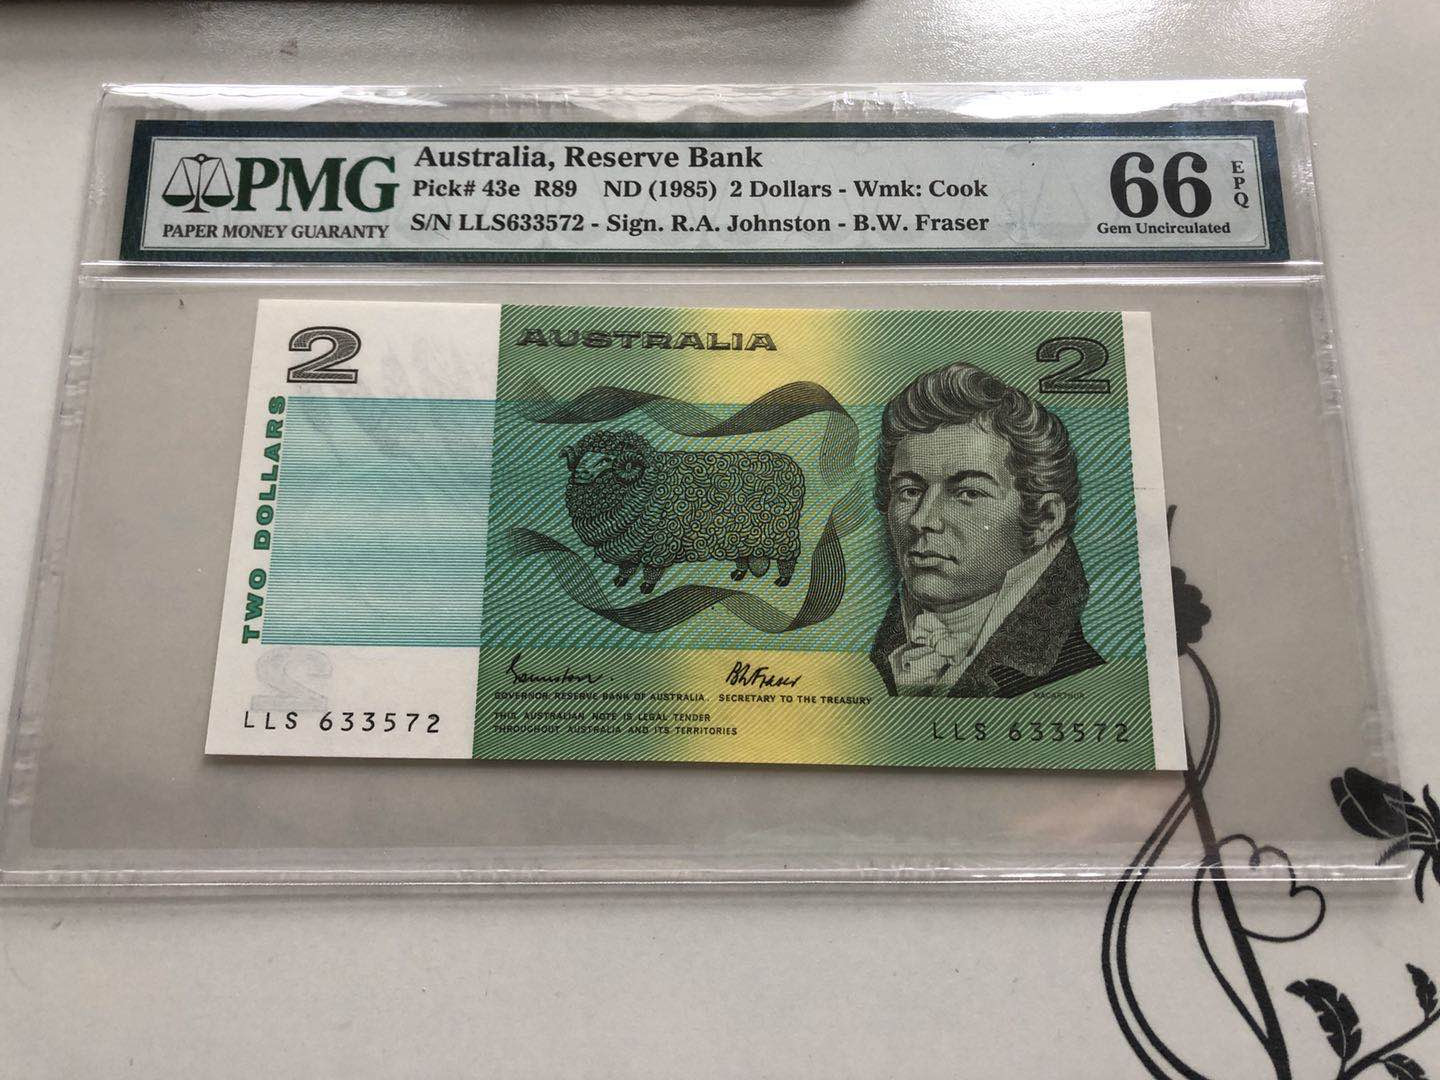 PMG
PAPER MONEY GUARANTY
Australia, Reserve Bank
Pick# 43e R89 ND (1985) 2 Dollars - Wmk: Cook
S/N LLS633572 - Sign. R.A. Johnston - B.W. Fraser
66
EPQ
Gem Uncirculated
2
AUSTRALIA
2
TWO DOLLARS
BWFraser
GOVERNOR, RESERVE BANK OF AUSTRALIA. SECRETARY TO THE TREASURY
MACARTHUR
THIS AUSTRALIAN NOTE IS LEGAL TENDER
THROUGHOUT AUSTRALIA AND ITS TERRITORIES
LLS 633572
LLS 633572